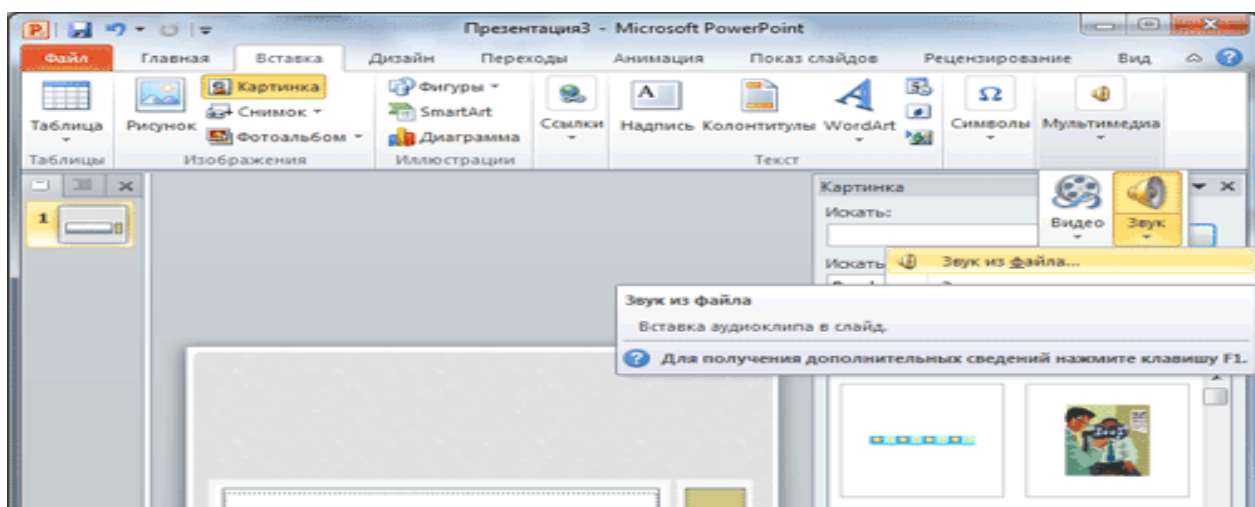 Презентация3 - Microsoft PowerPoint
Файл Главная Вставка Дизайн Переходы Анимация Показ слайдов Рецензирование Вид
Таблица
Таблицы
Рисунок
Картинка
Снимок
Фотоальбом
Изображения
Фигуры
SmartArt
Диаграмма
Иллюстрации
Ссылки
A
Надпись
Колонтитулы
WordArt
Текст
Ω
Символы
Мультимедиа
1
Картинка
Искать:
Видео
Звук
Искать
Звук из файла...
Звук из файла
Вставка аудиоклипа в слайд.
Для получения дополнительных сведений нажмите клавишу F1.